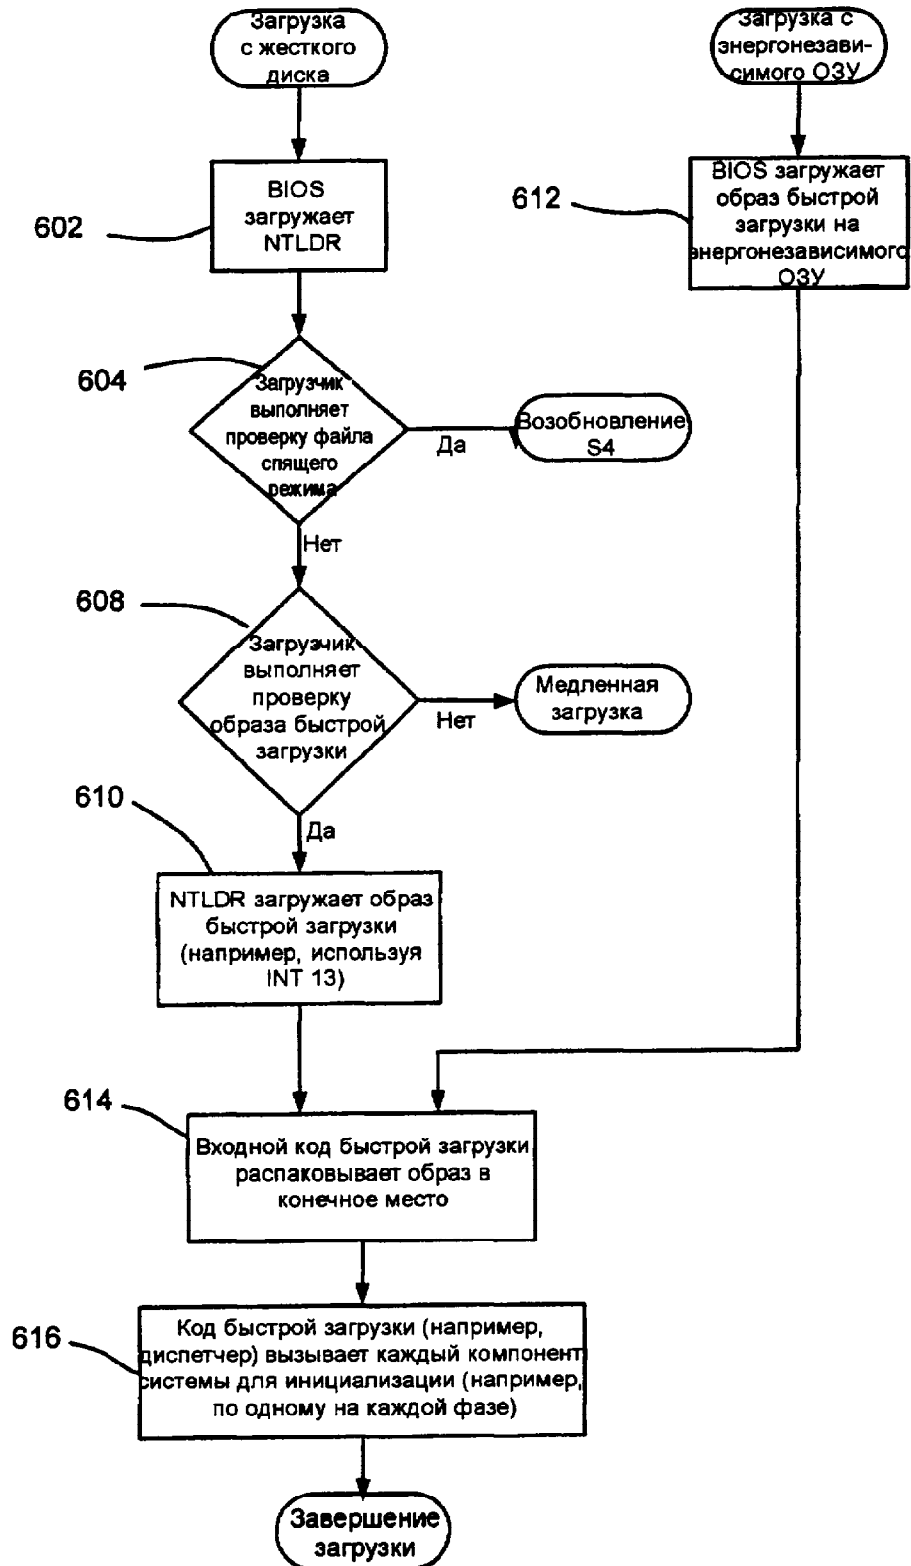 Загрузка
с жесткого
диска
Загрузка с
энергонезави-
симого ОЗУ
602
BIOS
загружает
NTLDR
612
BIOS загружает
образ быстрой
загрузки на
энергонезависимого
ОЗУ
604
Загрузчик
выполняет
проверку файла
спящего
режима
Да
Возобновление
S4
Нет
608
Загрузчик
выполняет
проверку
образа быстрой
загрузки
Нет
Медленная
загрузка
Да
610
NTLDR загружает образ
быстрой загрузки
(например, используя
INT 13)
614
Входной код быстрой загрузки
распаковывает образ в
конечное место
616
Код быстрой загрузки (например,
диспетчер) вызывает каждый компонент
системы для инициализации (например,
по одному на каждой фазе)
Завершение
загрузки